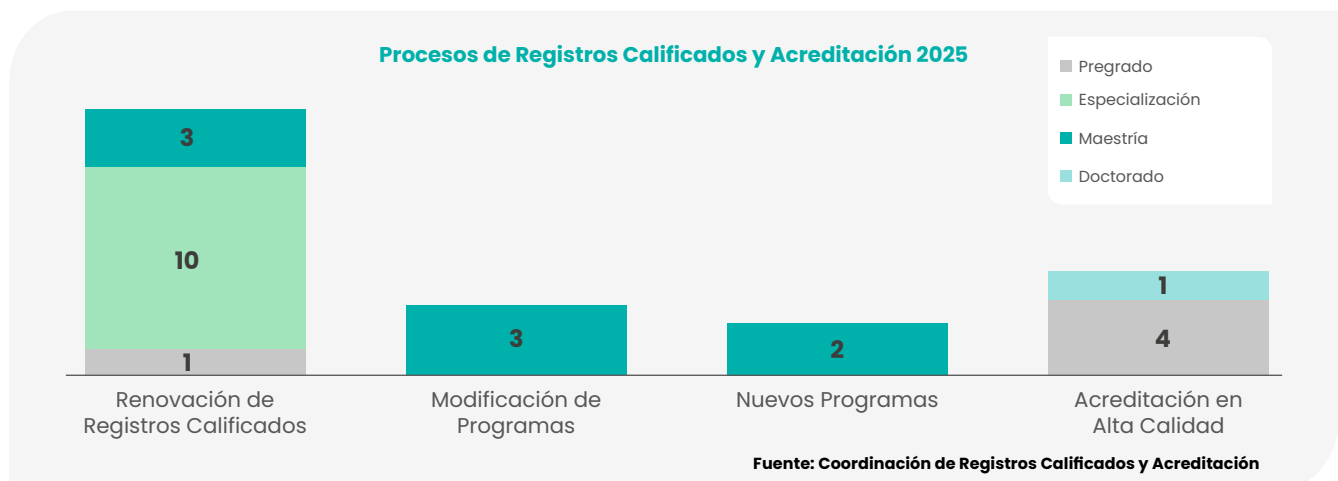 Procesos de Registros Calificados y Acreditación 2025
Pregrado
Especialización
Maestría
Doctorado
3
10
1
3
2
1
4
Renovación de
Registros Calificados
Modificación de
Programas
Nuevos Programas
Acreditación en
Alta Calidad
Fuente: Coordinación de Registros Calificados y Acreditación